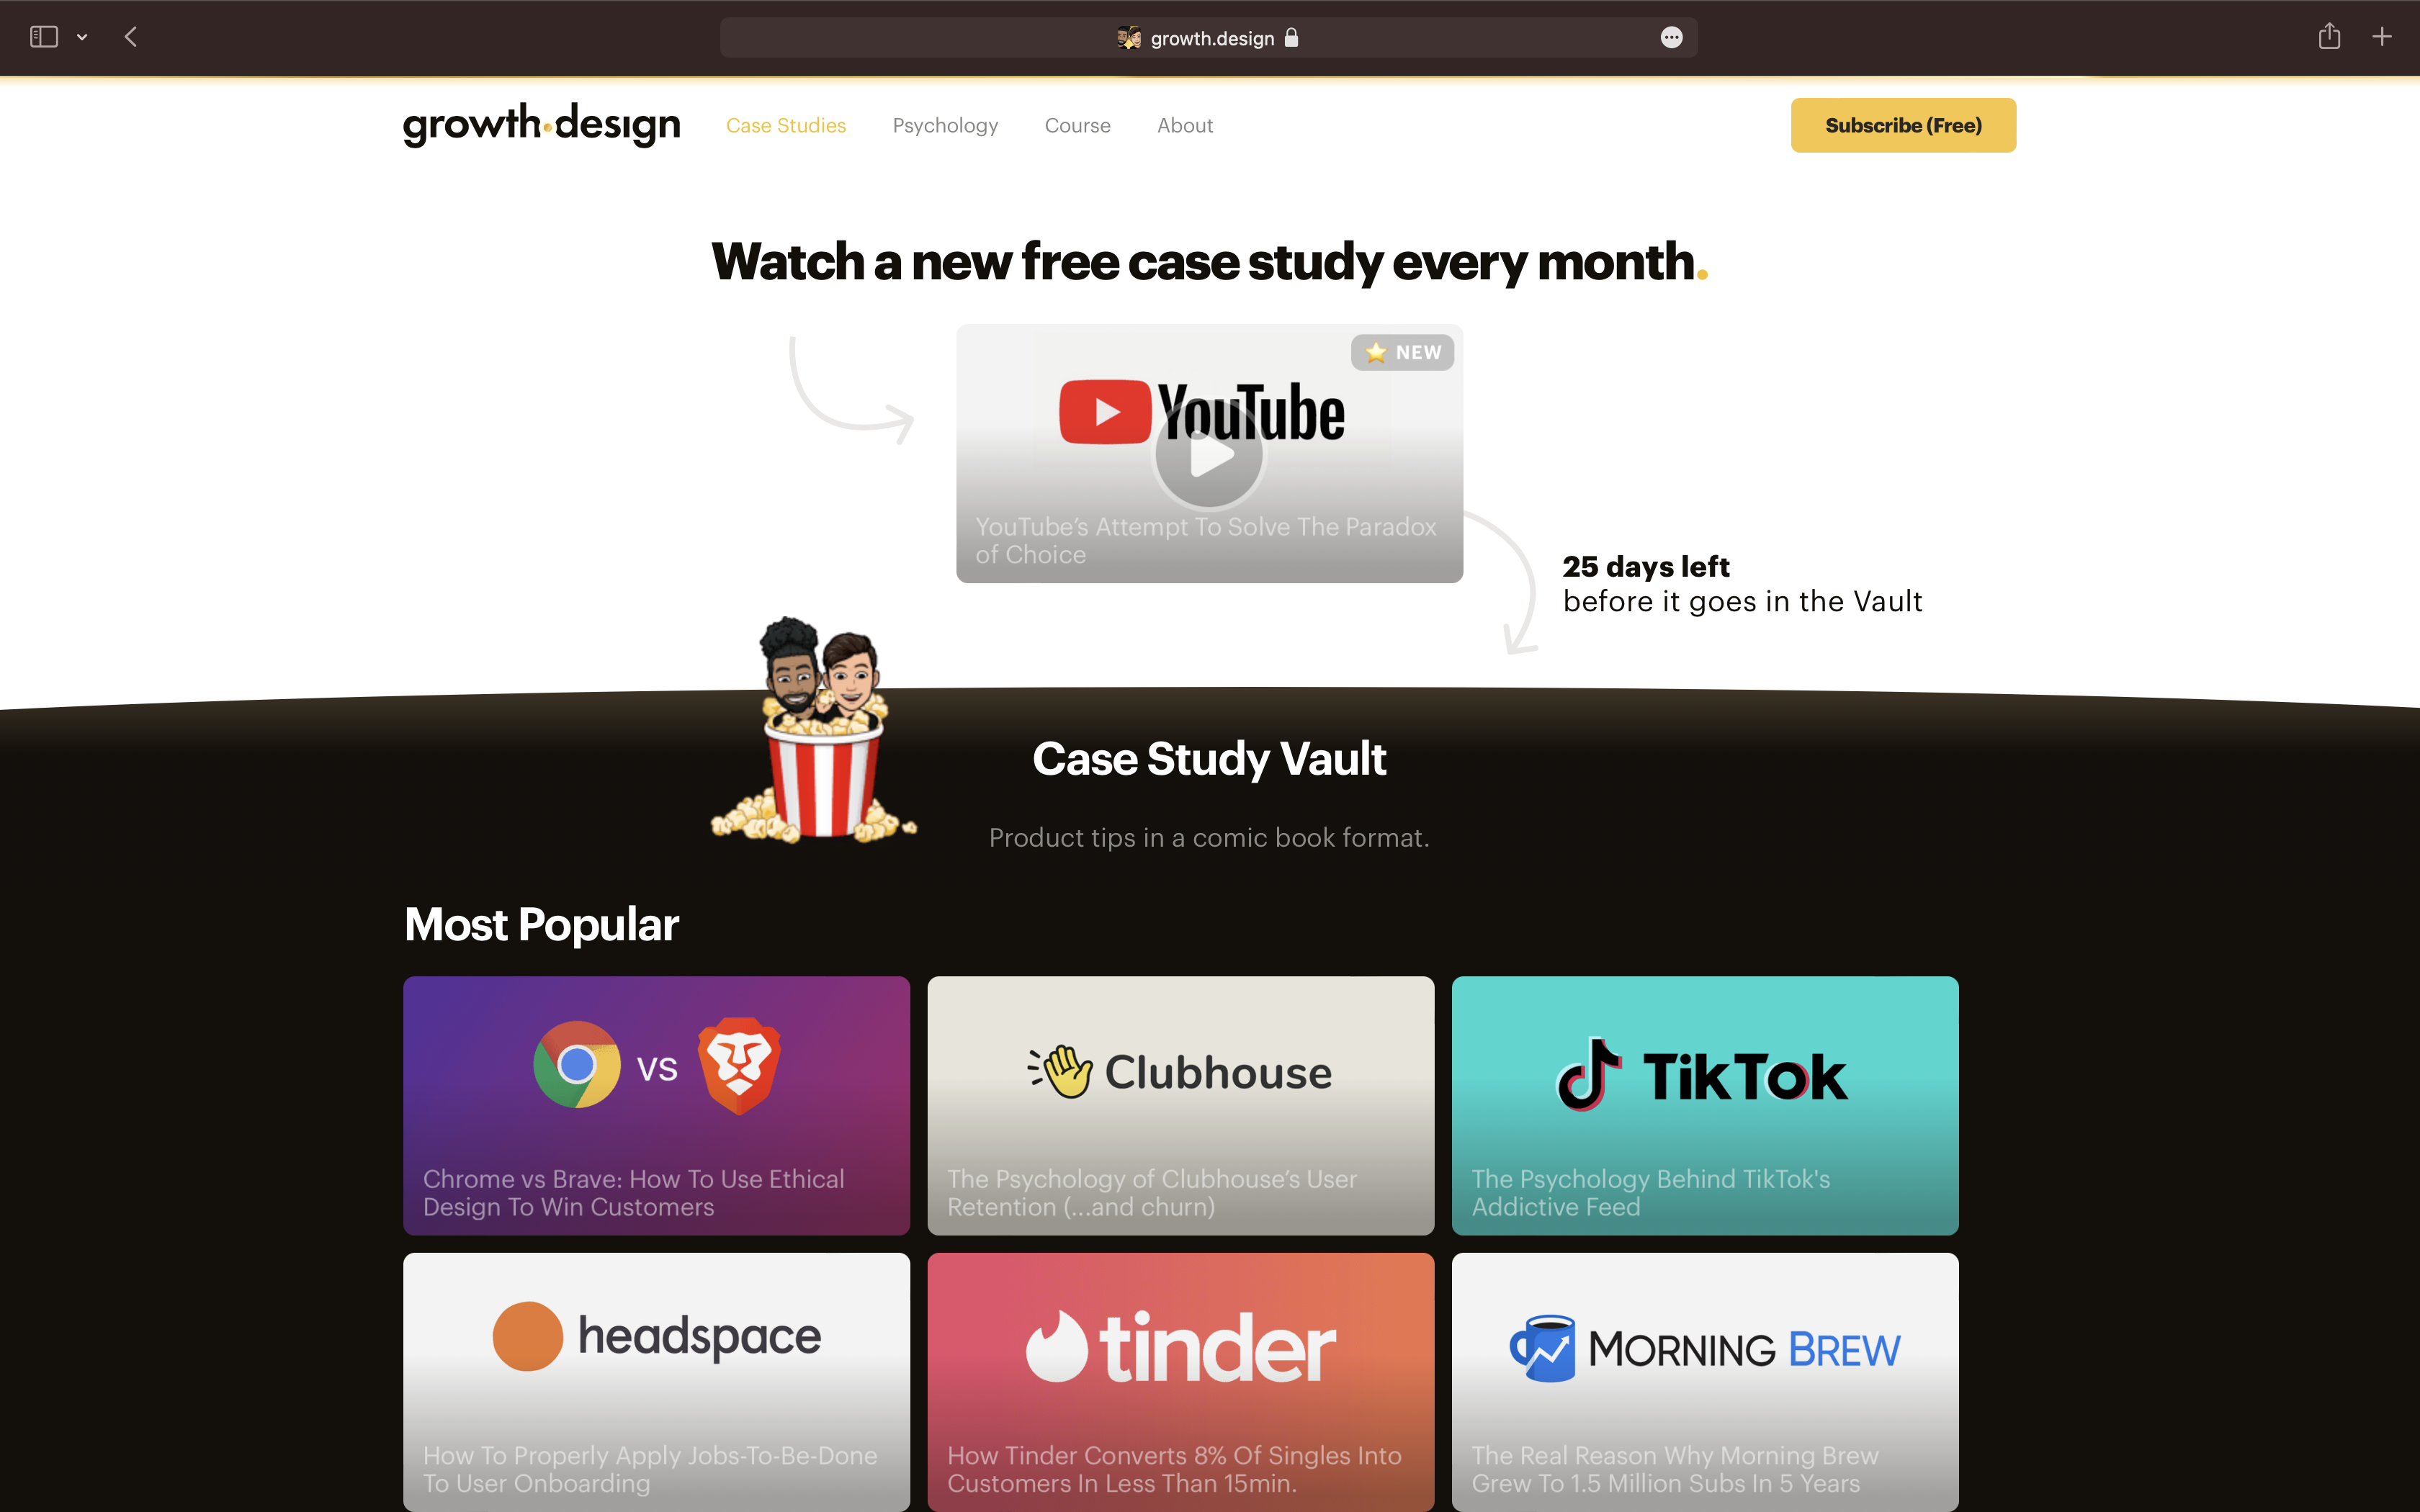 growth.design
growth·design
Case Studies
Psychology
Course
About
Subscribe (Free)
Watch a new free case study every month.
NEW
YouTube
YouTube’s Attempt To Solve The Paradox
of Choice
25 days left
before it goes in the Vault
Case Study Vault
Product tips in a comic book format.
Most Popular
VS
Chrome vs Brave: How To Use Ethical
Design To Win Customers
Clubhouse
The Psychology of Clubhouse’s User
Retention (...and churn)
TikTok
The Psychology Behind TikTok's
Addictive Feed
headspace
How To Properly Apply Jobs-To-Be-Done
To User Onboarding
tinder
How Tinder Converts 8% Of Singles Into
Customers In Less Than 15min.
MORNING BREW
The Real Reason Why Morning Brew
Grew To 1.5 Million Subs In 5 Years